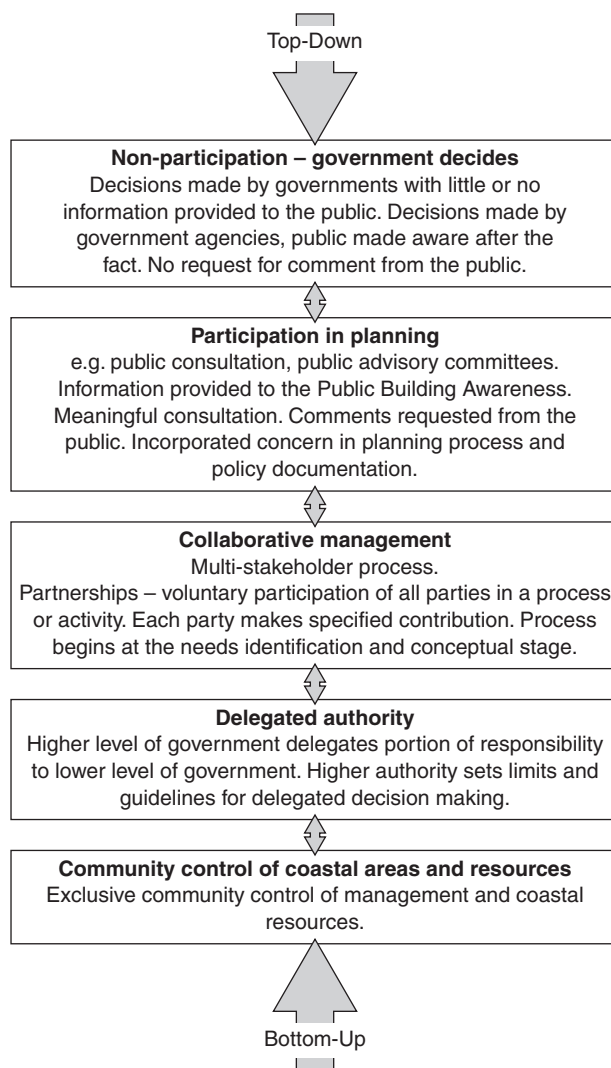 Top-Down
Non-participation – government decides
Decisions made by governments with little or no
information provided to the public. Decisions made by
government agencies, public made aware after the
fact. No request for comment from the public.
Participation in planning
e.g. public consultation, public advisory committees.
Information provided to the Public Building Awareness.
Meaningful consultation. Comments requested from the
public. Incorporated concern in planning process and
policy documentation.
Collaborative management
Multi-stakeholder process.
Partnerships – voluntary participation of all parties in a process
or activity. Each party makes specified contribution. Process
begins at the needs identification and conceptual stage.
Delegated authority
Higher level of government delegates portion of responsibility
to lower level of government. Higher authority sets limits and
guidelines for delegated decision making.
Community control of coastal areas and resources
Exclusive community control of management and coastal
resources.
Bottom-Up